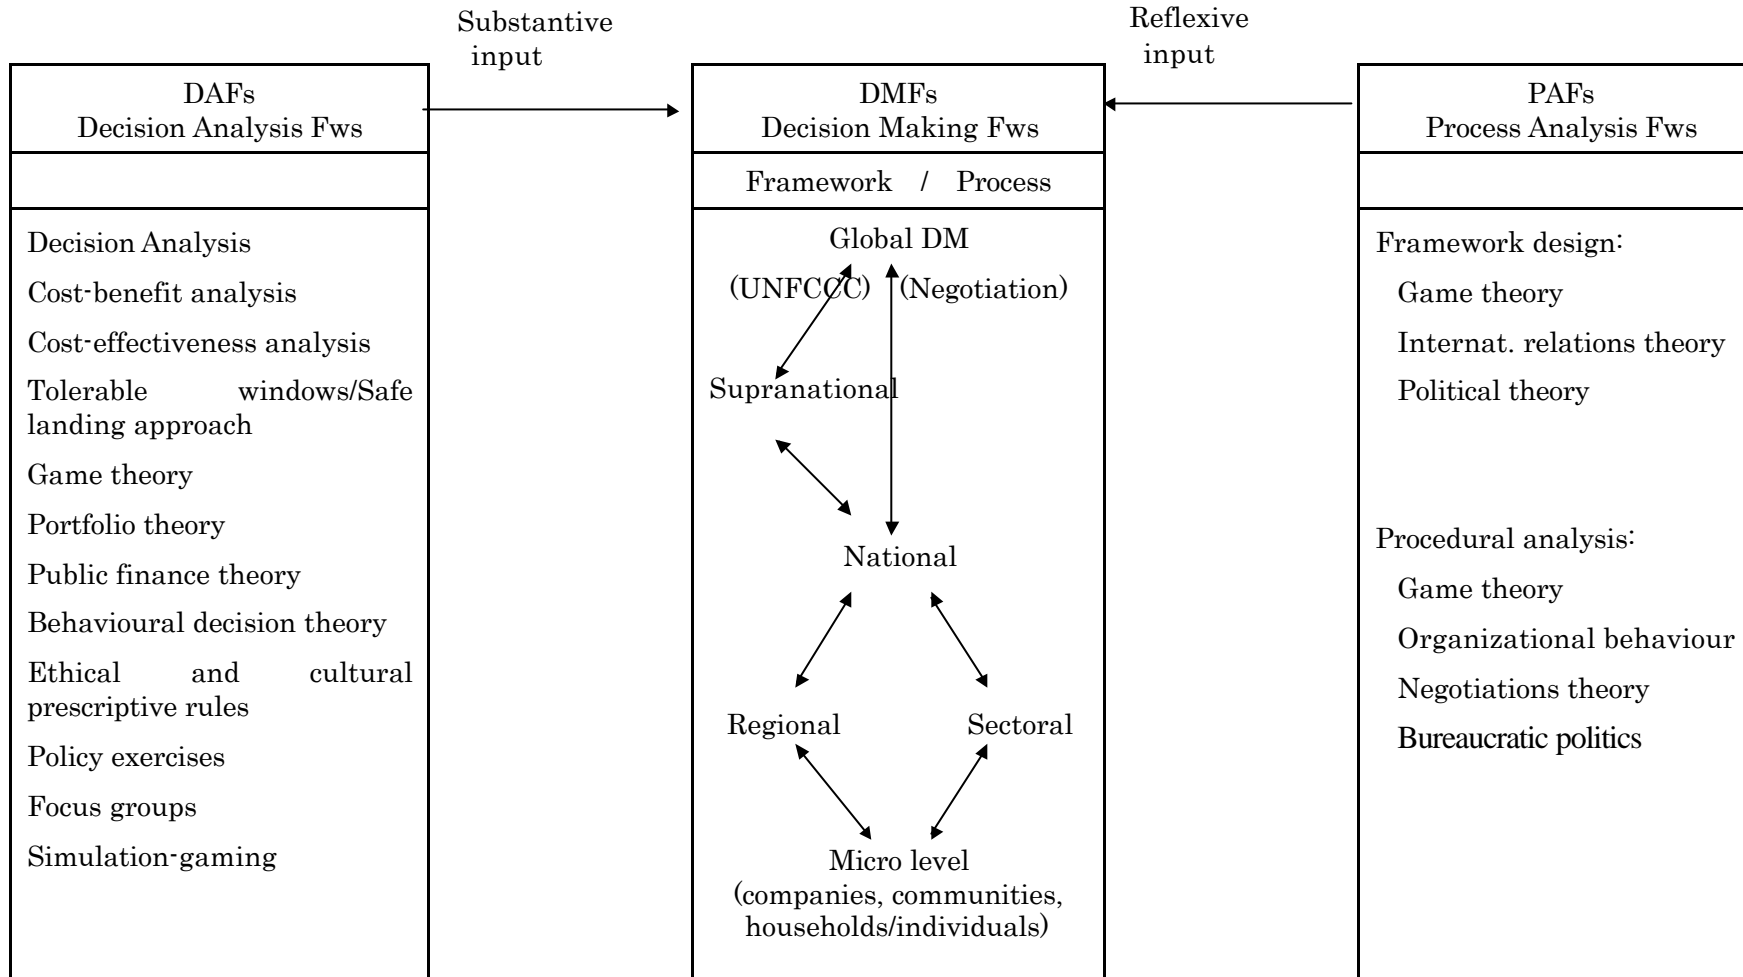 Substantive
input
Reflexive
input
DAFs
Decision Analysis Fws
Decision Analysis
Cost-benefit analysis
Cost-effectiveness analysis
Tolerable windows/Safe
landing approach
Game theory
Portfolio theory
Public finance theory
Behavioural decision theory
Ethical and cultural
prescriptive rules
Policy exercises
Focus groups
Simulation-gaming
DMFs
Decision Making Fws
Framework / Process
Global DM
(UNFCCC) (Negotiation)
Supranational
National
Regional Sectoral
Micro level
(companies, communities,
households/individuals)
PAFs
Process Analysis Fws
Framework design:
Game theory
Internat. relations theory
Political theory
Procedural analysis:
Game theory
Organizational behaviour
Negotiations theory
Bureaucratic politics